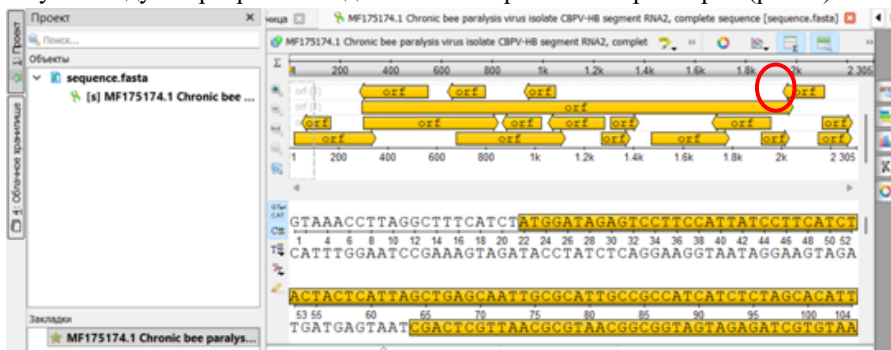 Проект
MF175174.1 Chronic bee paralysis virus isolate CBPV-HB segment RNA2, complete sequence [sequence.fasta]
Поиск...
Объекты
sequence.fasta
[s] MF175174.1 Chronic bee ...
1: Проект
4: Облачное хранилище
MF175174.1 Chronic bee paralysis virus isolate CBPV-HB segment RNA2, complet
200 400 600 800 1k 1.2k 1.4k 1.6k 1.8k 2k 2 305
orf orf orf orf
orf
orf orf orf orf orf orf orf
orf orf orf orf orf orf
1 200 400 600 800 1k 1.2k 1.4k 1.6k 1.8k 2k 2 305
GTAAACCTTAGGCTTTCATCTATGGATAGAGTCCTTCCATTATCCTTCATCT
1 4 6 8 10 12 14 16 18 20 22 24 26 28 30 32 34 36 38 40 42 44 46 48 50 52
CATTTGGAATCCGAAAGTAGATACCTATCTCAGGAAGGTAATAGGAAGTAGA
ACTACTCATTAGCTGAGCAATTGCGCATTGCCGCCATCATCTCTAGCACATT
53 55 60 65 70 75 80 85 90 95 100 104
TGATGAGTAATCGACTCGTTAACGCGTAACGGCGGTAGTAGAGATCGTGTAA
Закладки
MF175174.1 Chronic bee paralys...